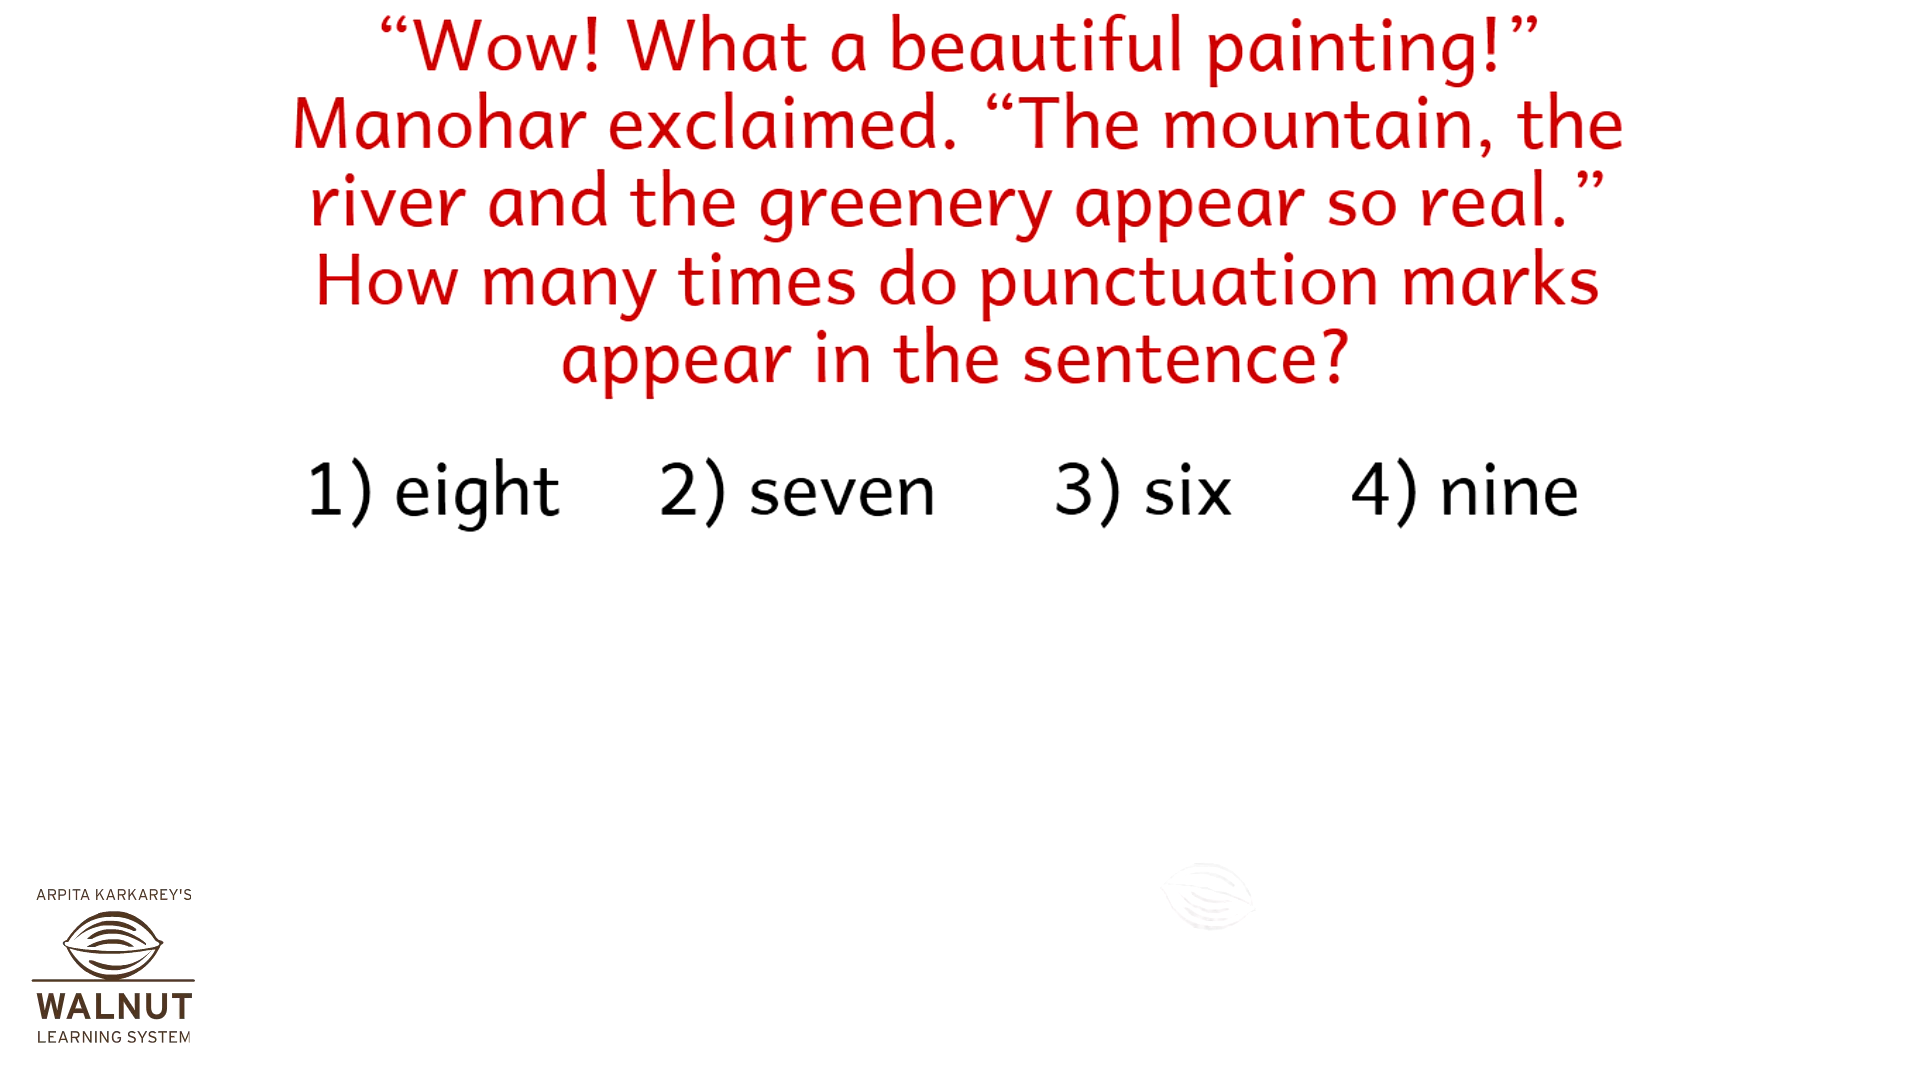 “Wow! What a beautiful painting!”
Manohar exclaimed. “The mountain, the
river and the greenery appear so real.”
How many times do punctuation marks
appear in the sentence?
1) eight 2) seven 3) six 4) nine
ARPITA KARKAREY'S
WALNUT
LEARNING SYSTEM